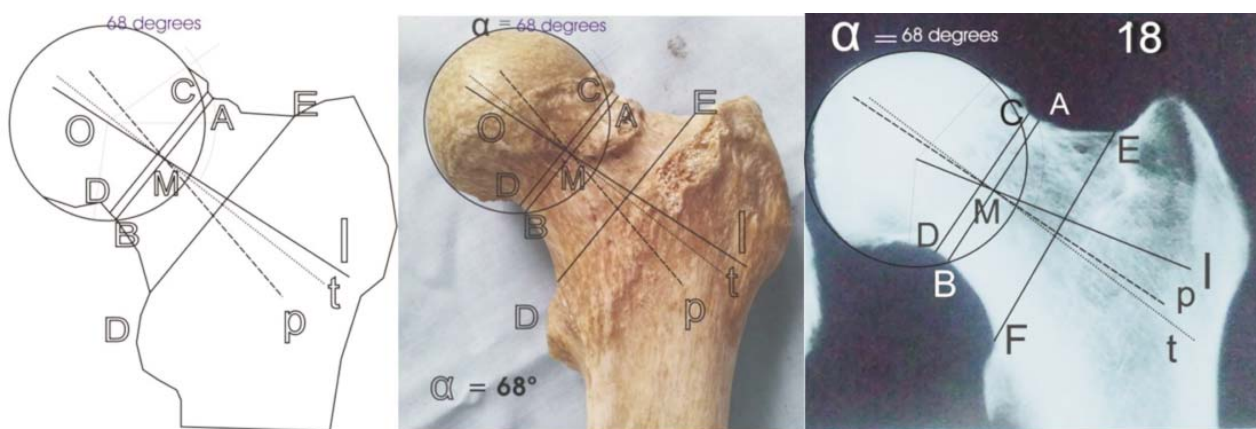 68 degrees
C
A
E
O
D
M
B
l
t
D
p
α = 68 degrees
C
A
E
O
D
M
B
l
t
D
p
α = 68°
α = 68 degrees
18
C
A
E
M
D
B
l
p
F
t